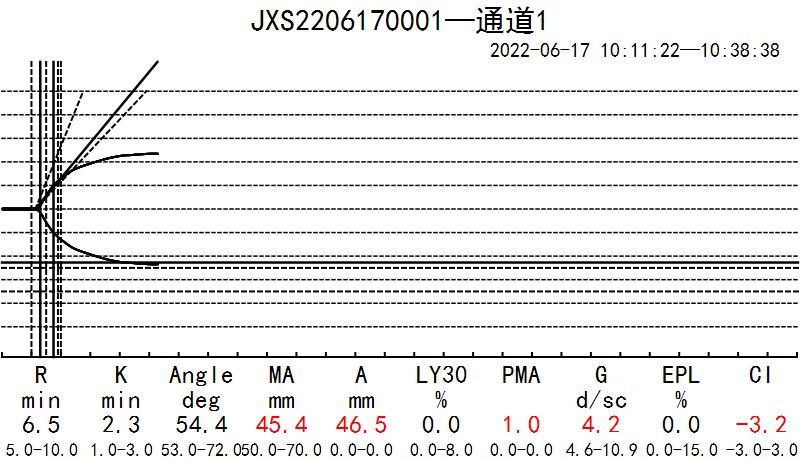 JXS2206170001—通道1
2022-06-17 10:11:22—10:38:38
R K Angle MA A LY30 PMA G EPL CI
min min deg mm mm % d/sc %
6.5 2.3 54.4 45.4 46.5 0.0 1.0 4.2 0.0 -3.2
5.0-10.0 1.0-3.0 53.0-72.0 50.0-70.0 0.0-0.0 0.0-8.0 0.0-0.0 4.6-10.9 0.0-15.0 -3.0-3.0